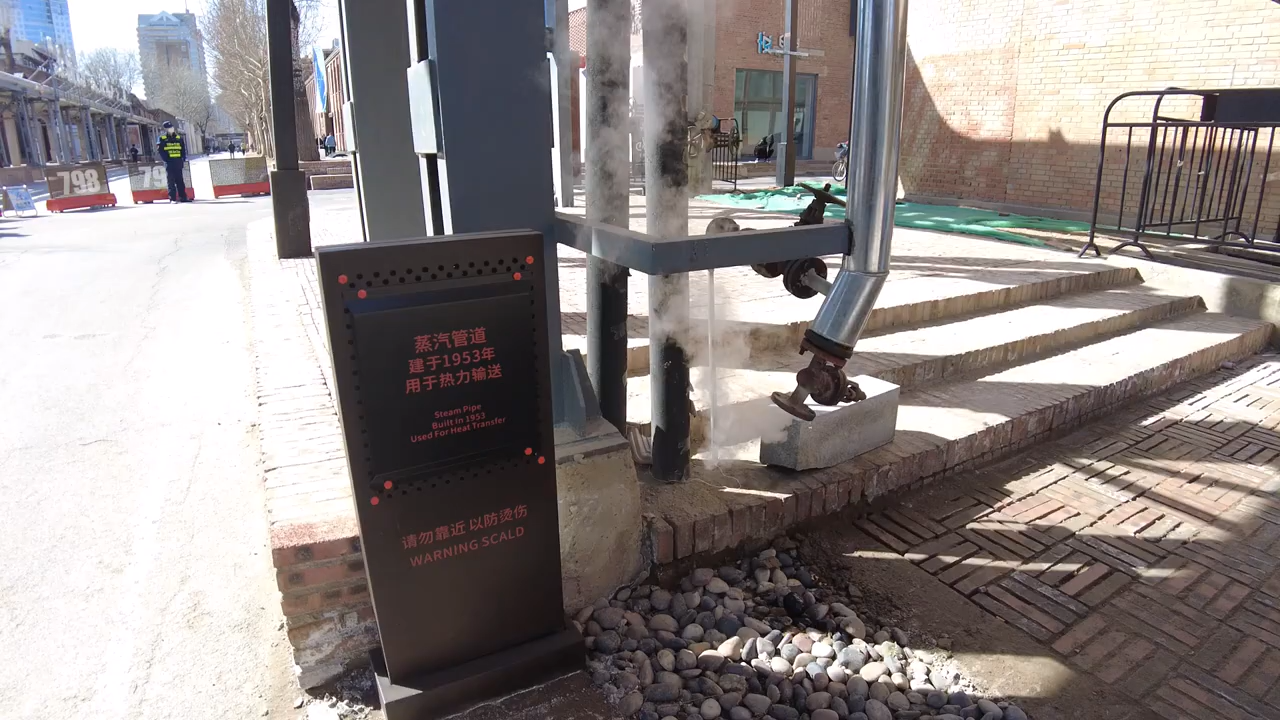 798
79
蒸汽管道
建于1953年
用于热力输送
Steam Pipe
Built In 1953
Used For Heat Transfer
请勿靠近 以防烫伤
WARNING SCALD